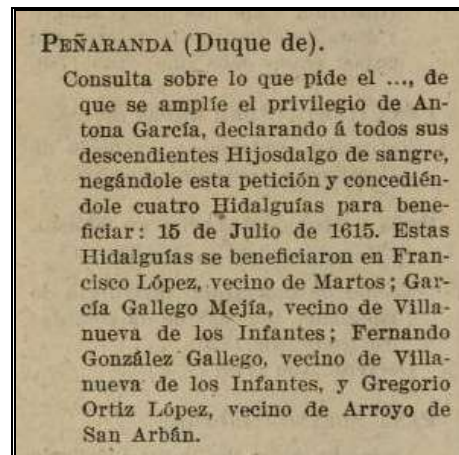 PEÑARANDA (Duque de).
Consulta sobre lo que pide el ..., de
que se amplíe el privilegio de An-
tona García, declarando á todos sus
descendientes Hijosdalgo de sangre,
negándole esta petición y concedién-
dole cuatro Hidalguías para bene-
ficiar: 15 de Julio de 1615. Estas
Hidalguías se beneficiaron en Fran-
cisco López, vecino de Martos; Gar-
cía Gallego Mejía, vecino de Villa-
nueva de los Infantes; Fernando
González Gallego, vecino de Villa-
nueva de los Infantes, y Gregorio
Ortiz López, vecino de Arroyo de
San Arbán.